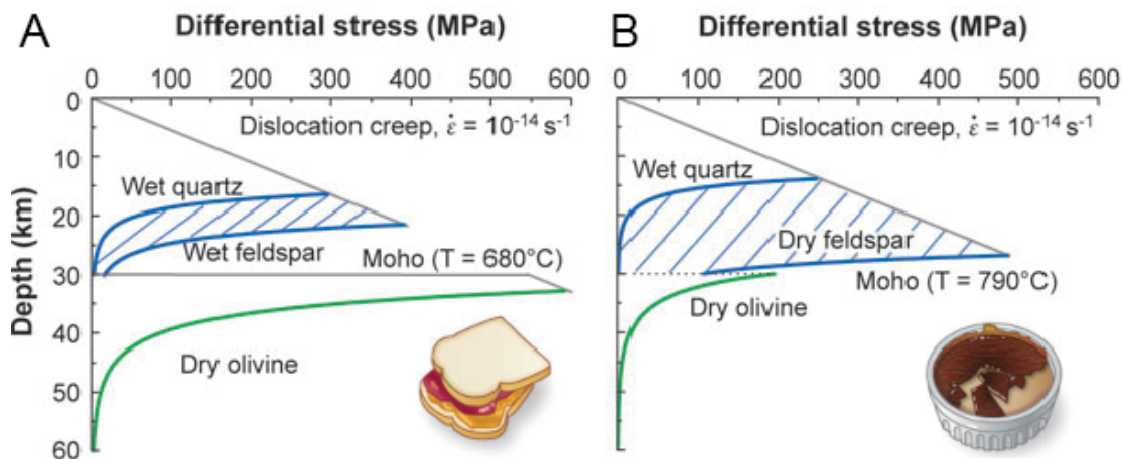 A
Differential stress (MPa)
0 100 200 300 400 500 600
Dislocation creep, ε̇ = 10⁻¹⁴ s⁻¹
Wet quartz
Wet feldspar
Moho (T = 680°C)
Dry olivine
Depth (km)
0
10
20
30
40
50
60
B
Differential stress (MPa)
0 100 200 300 400 500 600
Dislocation creep, ε̇ = 10⁻¹⁴ s⁻¹
Wet quartz
Dry feldspar
Moho (T = 790°C)
Dry olivine